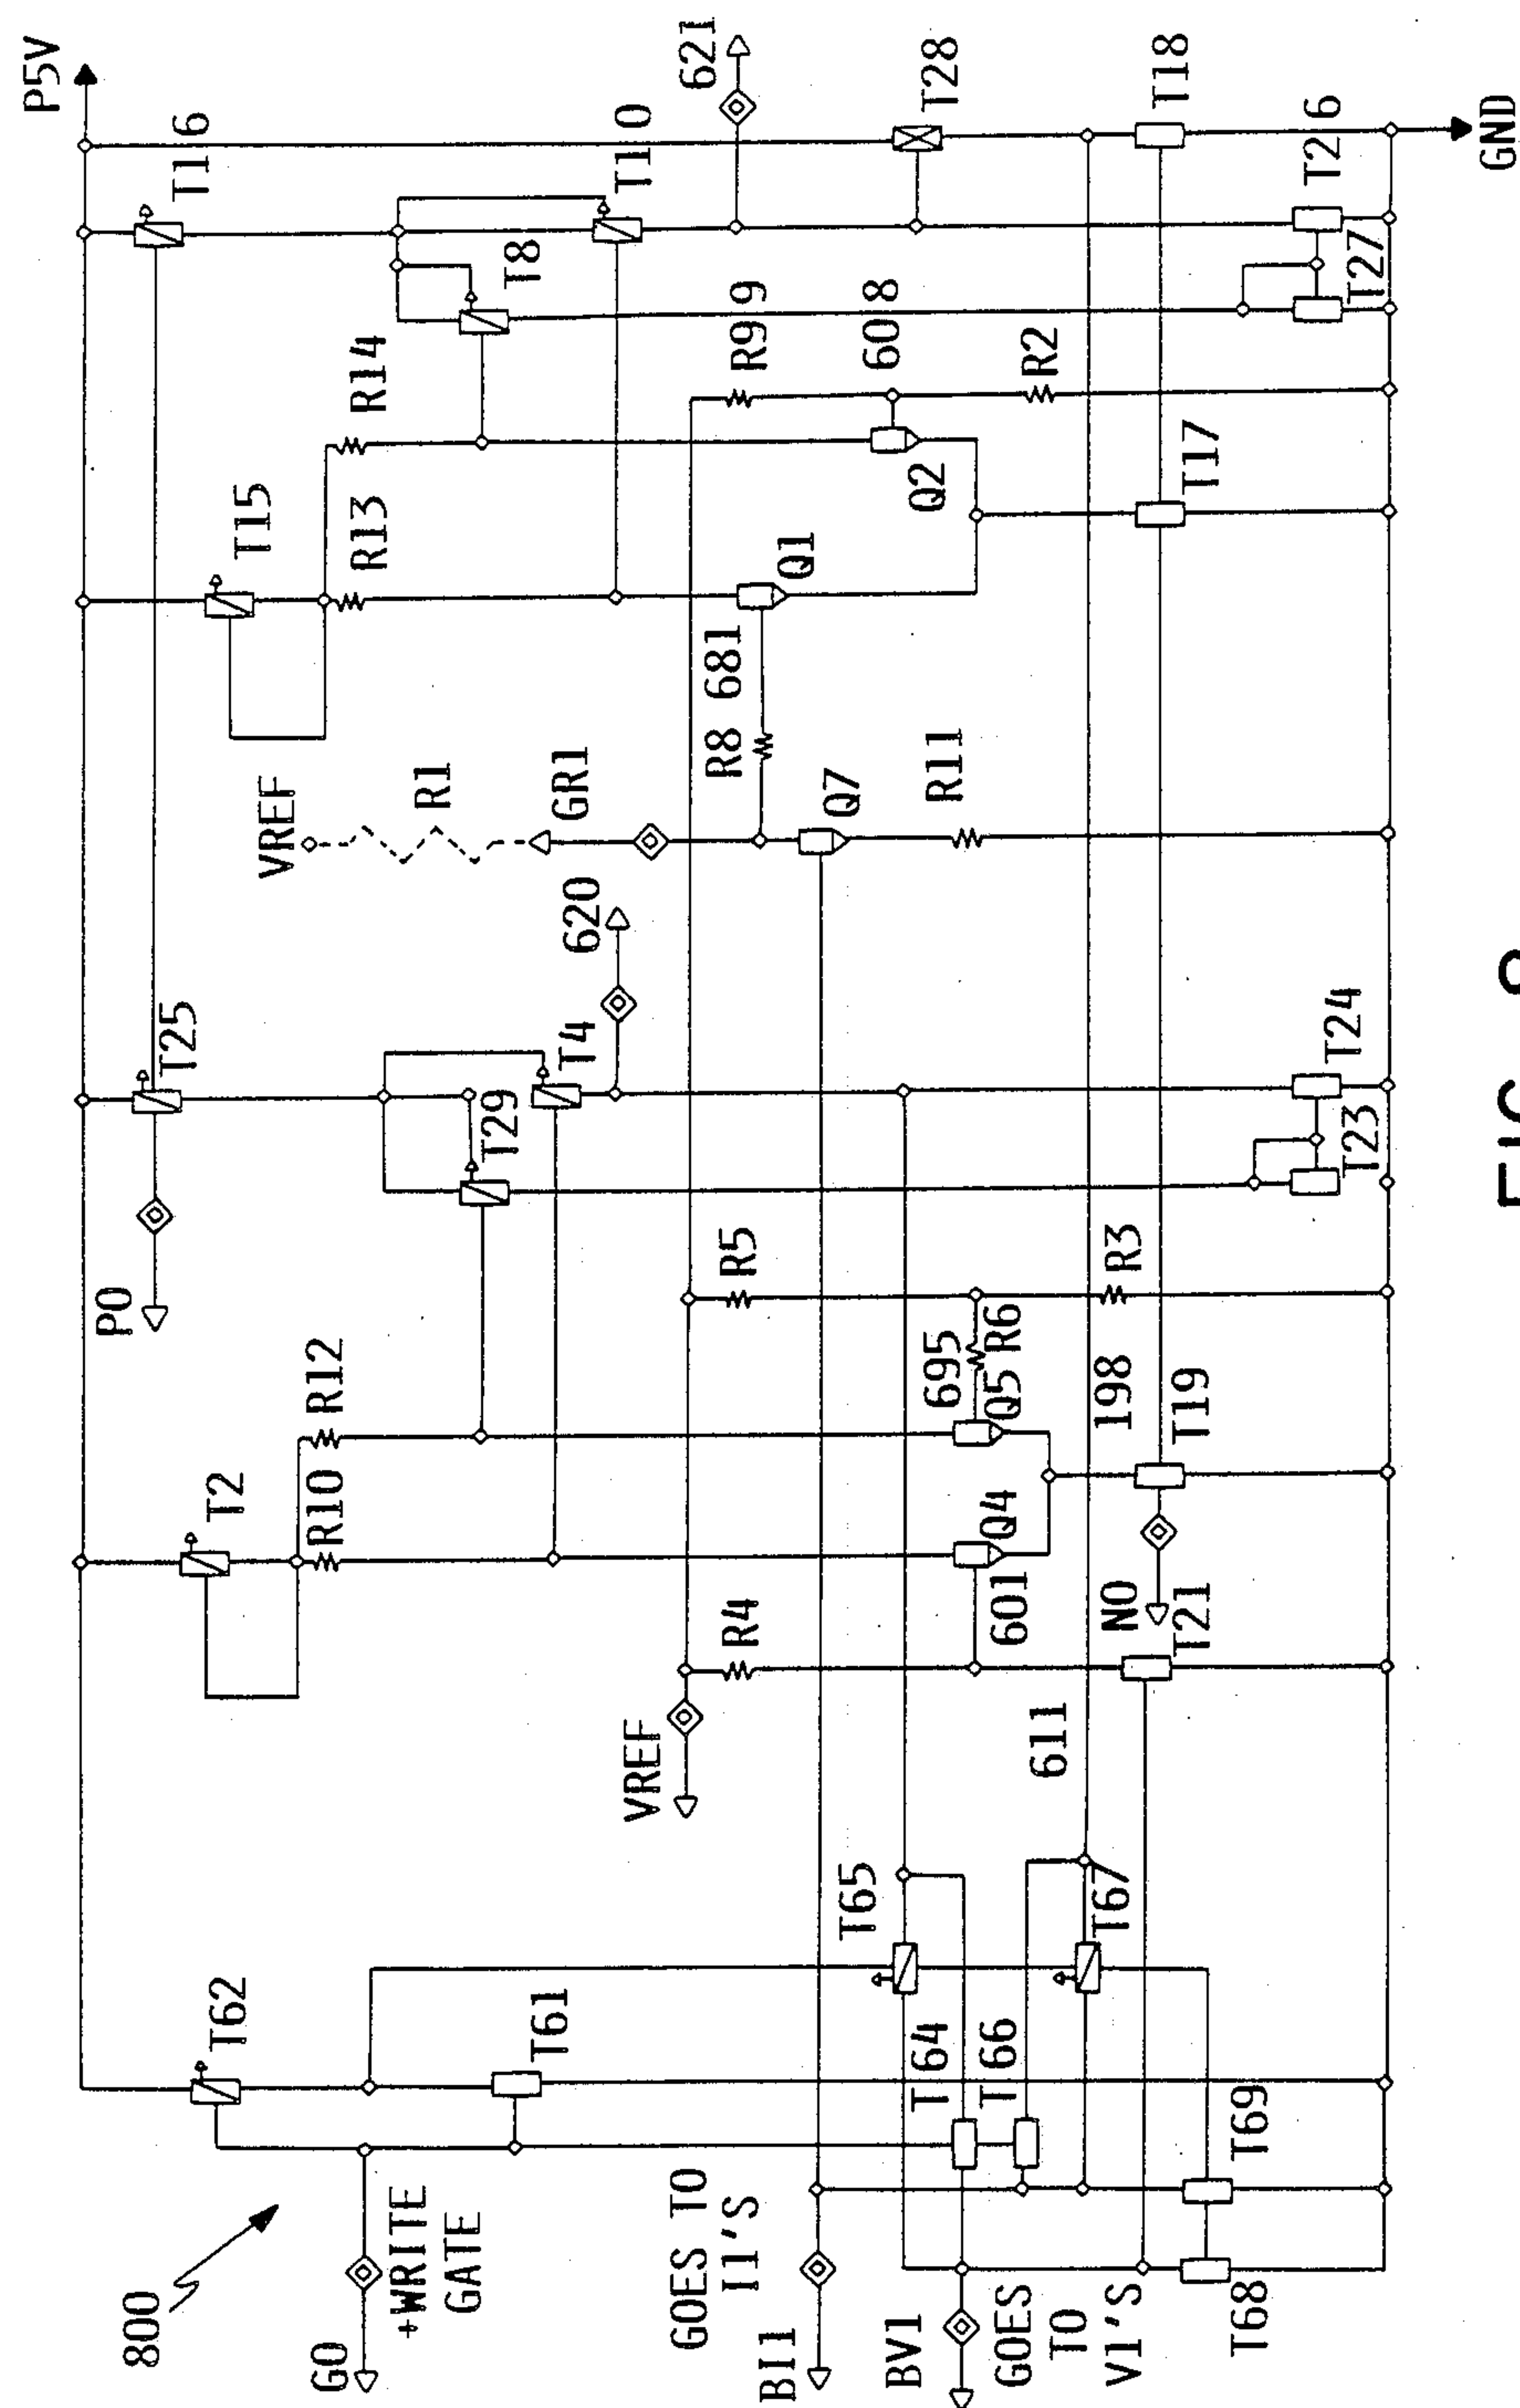 P5V
P0
800
T25
T16
T62
T2
T15
VREF
G0
+WRITE
GATE
R10
R12
R13
R14
R1
T61
T29
T8
T4
GR1
620
T10
VREF
GOES TO
I1'S
621
R4
R5
R8
681
R99
BI1
Q1
Q7
T65
608
BV1
T64
695
R11
Q2
T28
GOES
TO
V1'S
T66
601
Q4
Q5
R6
611
R2
T67
N0
198
R3
T21
T19
T17
T18
T68
T69
T23
T24
T27
T26
GND